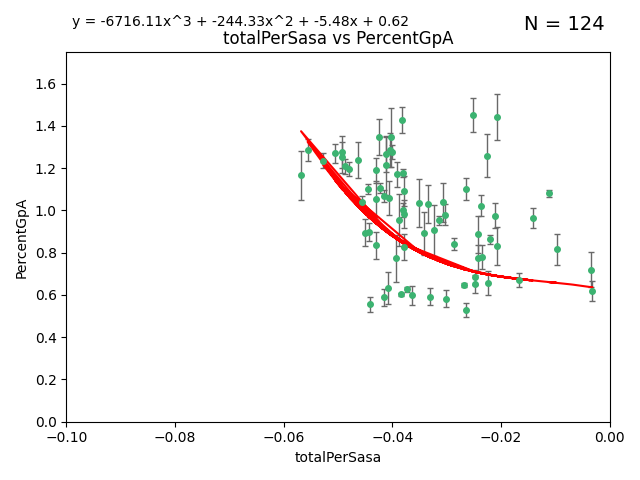 y = -6716.11x^3 + -244.33x^2 + -5.48x + 0.62
N = 124
totalPerSasa vs PercentGpA
1.6
1.4
1.2
1.0
0.8
0.6
0.4
0.2
0.0
PercentGpA
−0.10 −0.08 −0.06 −0.04 −0.02 0.00
totalPerSasa